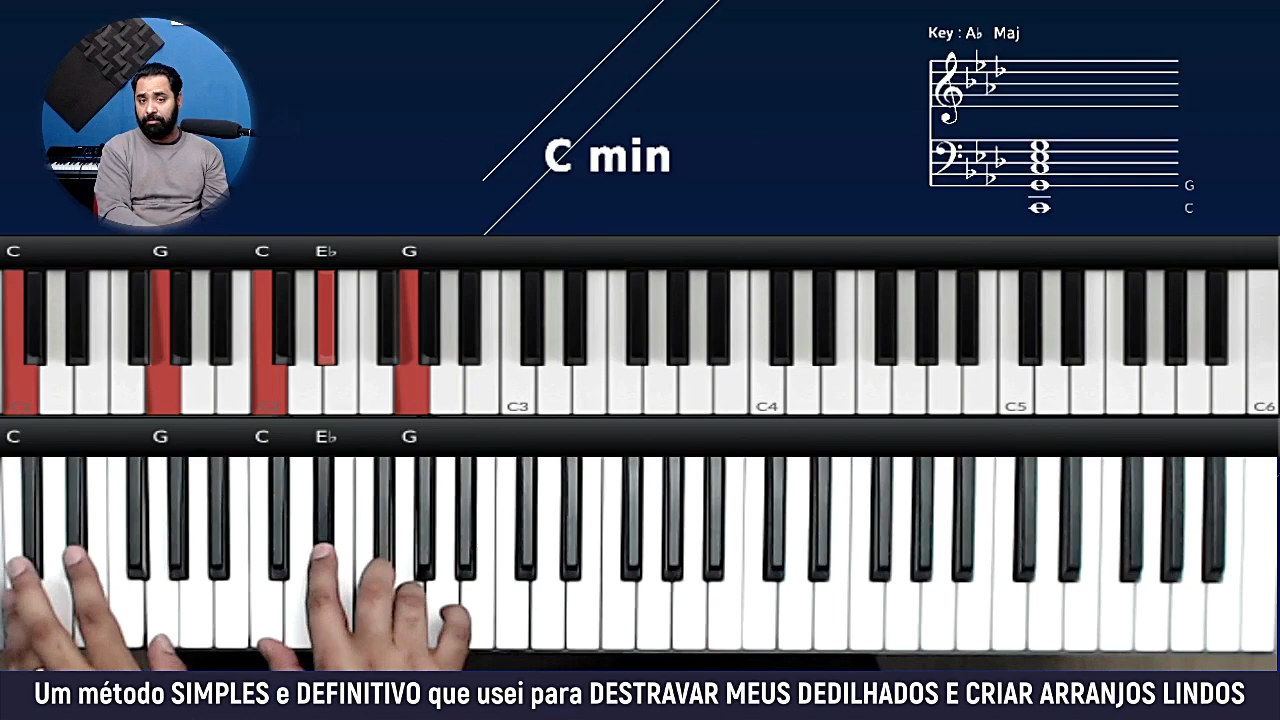 Key : A♭ Maj
C min
G
C
C G C E♭ G
C3 C4 C5 C6
C G C E♭ G
Um método SIMPLES e DEFINITIVO que usei para DESTRAVAR MEUS DEDILHADOS E CRIAR ARRANJOS LINDOS